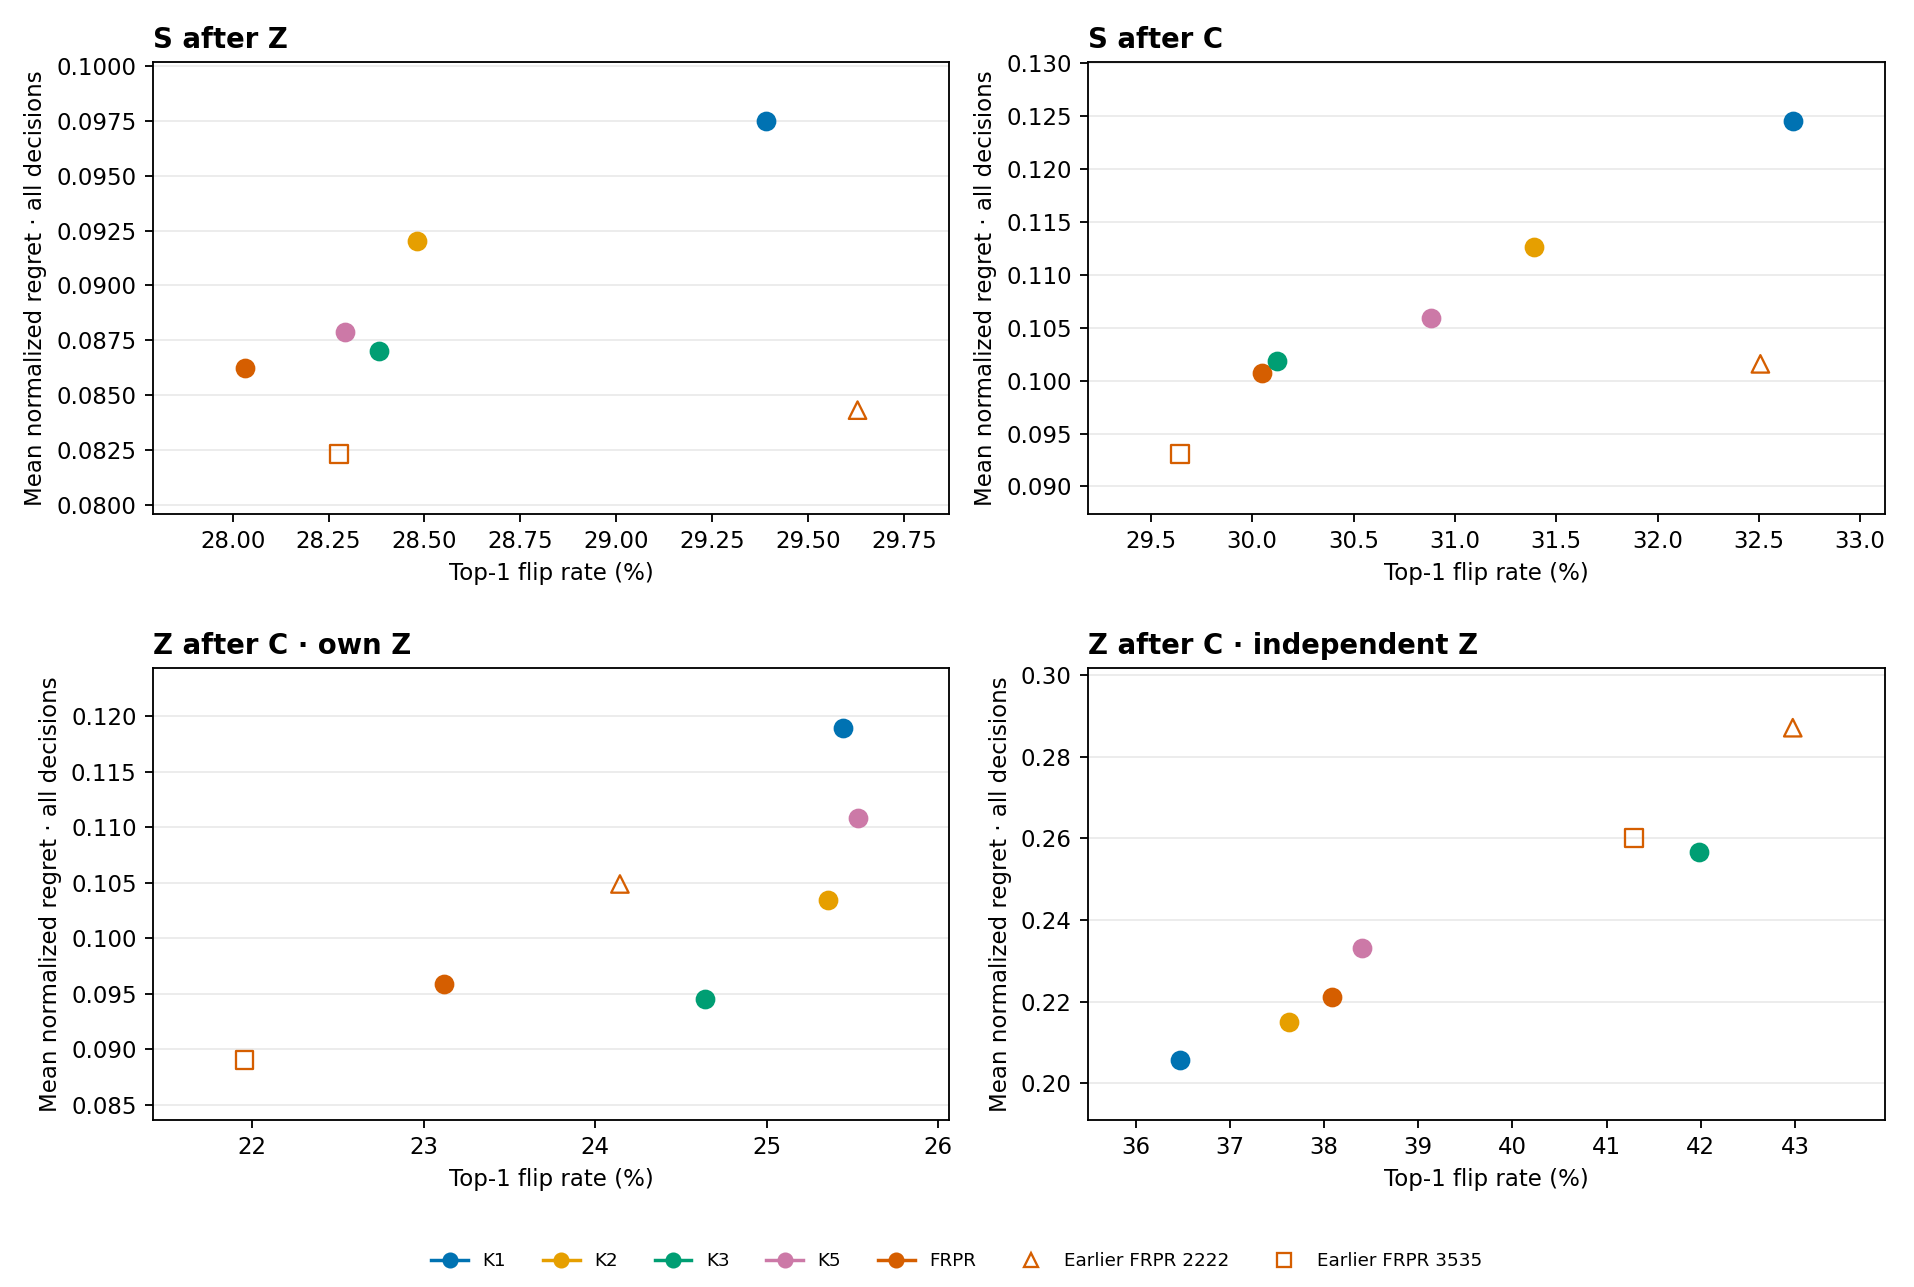 S after Z
Mean normalized regret · all decisions
0.1000
0.0975
0.0950
0.0925
0.0900
0.0875
0.0850
0.0825
0.0800
28.00 28.25 28.50 28.75 29.00 29.25 29.50 29.75
Top-1 flip rate (%)
S after C
Mean normalized regret · all decisions
0.130
0.125
0.120
0.115
0.110
0.105
0.100
0.095
0.090
29.5 30.0 30.5 31.0 31.5 32.0 32.5 33.0
Top-1 flip rate (%)
Z after C · own Z
Mean normalized regret · all decisions
0.120
0.115
0.110
0.105
0.100
0.095
0.090
0.085
22 23 24 25 26
Top-1 flip rate (%)
Z after C · independent Z
Mean normalized regret · all decisions
0.30
0.28
0.26
0.24
0.22
0.20
36 37 38 39 40 41 42 43
Top-1 flip rate (%)
K1 K2 K3 K5 FRPR Earlier FRPR 2222 Earlier FRPR 3535